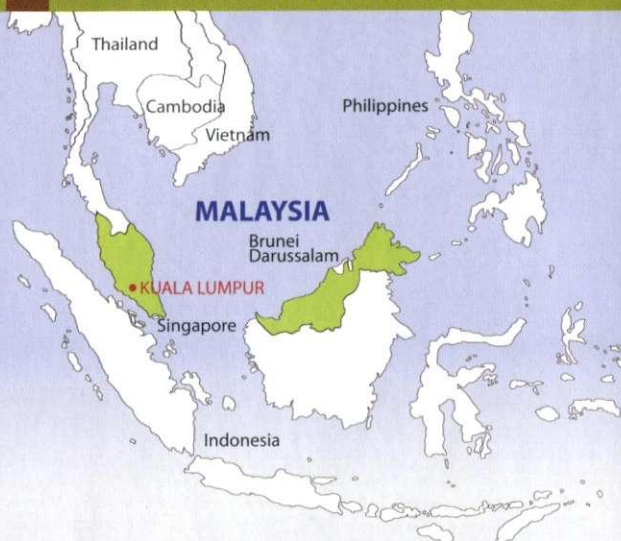 Thailand
Cambodia
Philippines
Vietnam
MALAYSIA
Brunei
Darussalam
KUALA LUMPUR
Singapore
Indonesia